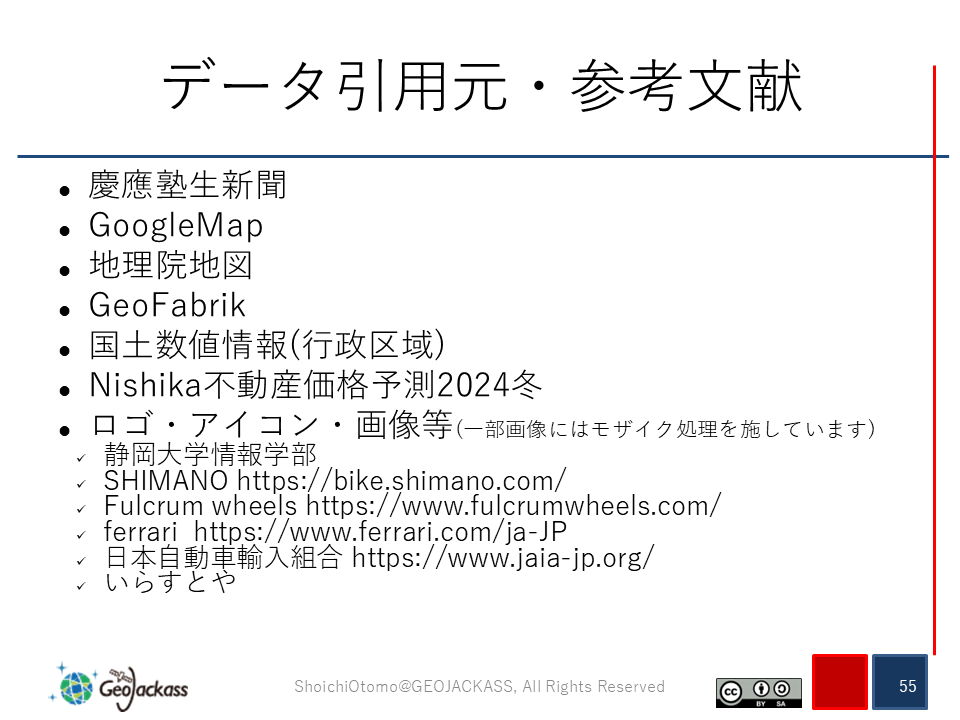 データ引用元・参考文献
慶應塾生新聞
GoogleMap
地理院地図
GeoFabrik
国土数値情報(行政区域)
Nishika不動産価格予測2024冬
ロゴ・アイコン・画像等(一部画像にはモザイク処理を施しています)
静岡大学情報学部
SHIMANO https://bike.shimano.com/
Fulcrum wheels https://www.fulcrumwheels.com/
ferrari  https://www.ferrari.com/ja-JP
日本自動車輸入組合 https://www.jaia-jp.org/
いらすとや
GeoJackass
ShoichiOtomo@GEOJACKASS, All Rights Reserved
cc
BY SA
55